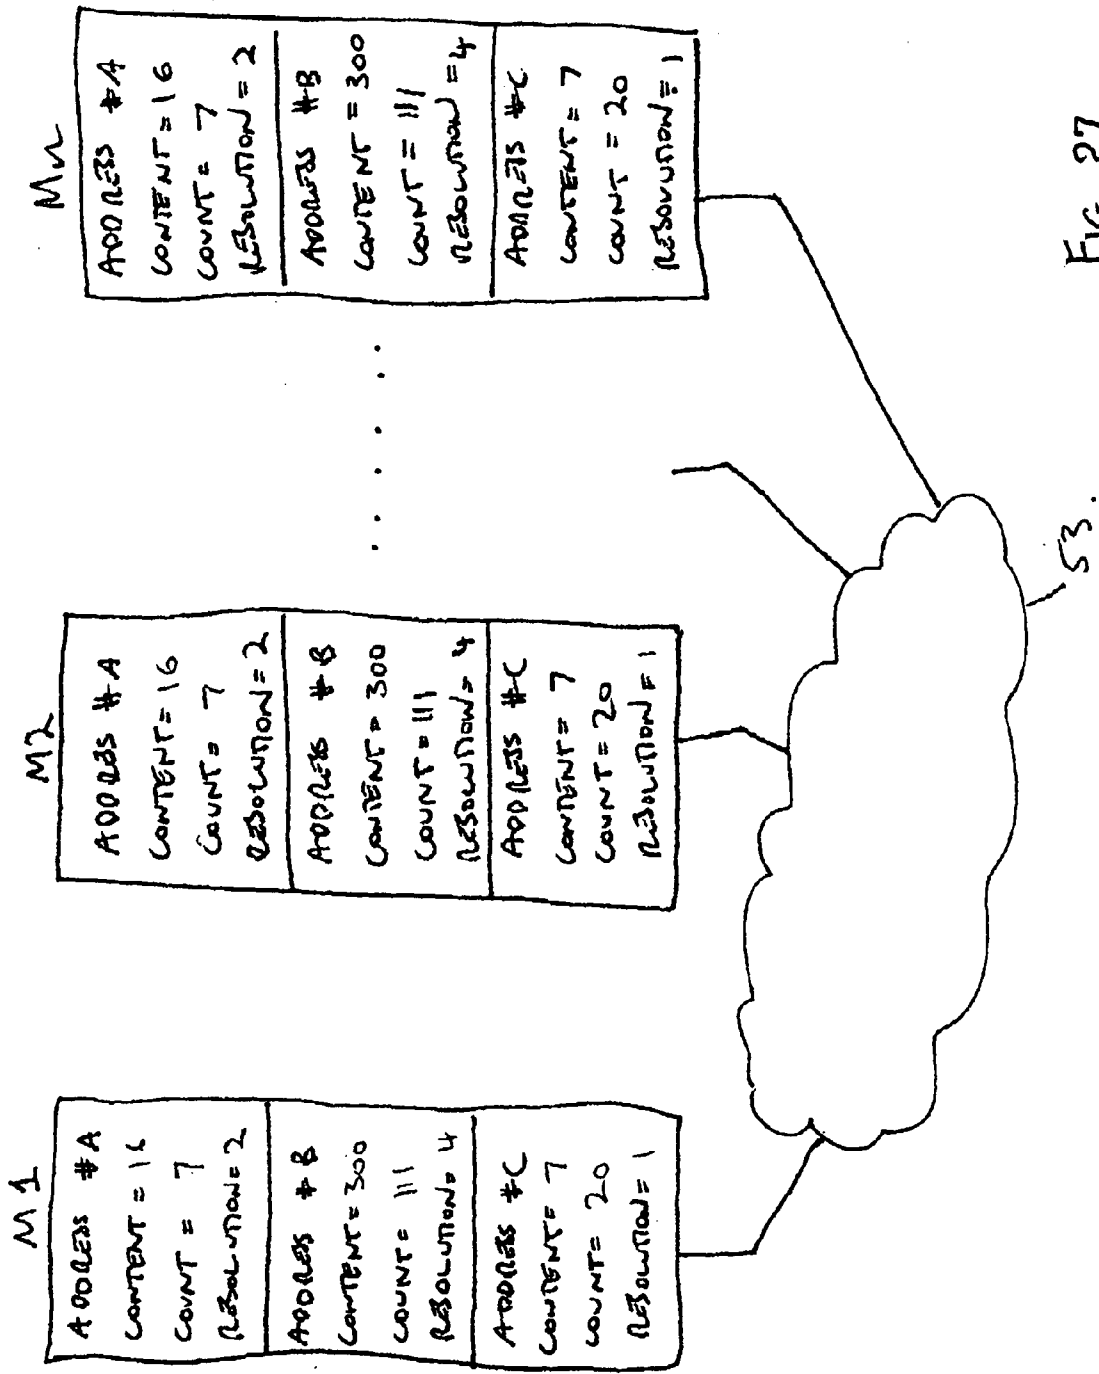 M1
ADDRESS #A
CONTENT = 16
COUNT = 7
RESOLUTION = 2
ADDRESS #B
CONTENT = 300
COUNT = 111
RESOLUTION = 4
ADDRESS #C
CONTENT = 7
COUNT = 20
RESOLUTION = 1
M2
ADDRESS #A
CONTENT = 16
COUNT = 7
RESOLUTION = 2
ADDRESS #B
CONTENT = 300
COUNT = 111
RESOLUTION = 4
ADDRESS #C
CONTENT = 7
COUNT = 20
RESOLUTION = 1
. . . . . .
Mn
ADDRESS #A
CONTENT = 16
COUNT = 7
RESOLUTION = 2
ADDRESS #B
CONTENT = 300
COUNT = 111
RESOLUTION = 4
ADDRESS #C
CONTENT = 7
COUNT = 20
RESOLUTION = 1
53.
FIG 27